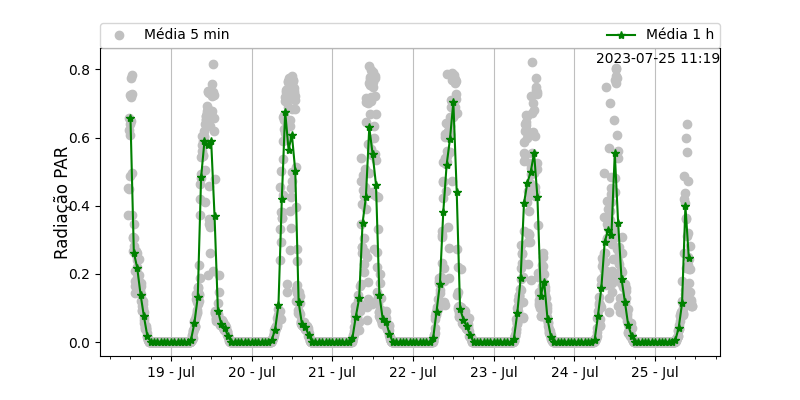 Média 5 min
Média 1 h
2023-07-25 11:19
Radiação PAR
0.8
0.6
0.4
0.2
0.0
19 - Jul
20 - Jul
21 - Jul
22 - Jul
23 - Jul
24 - Jul
25 - Jul